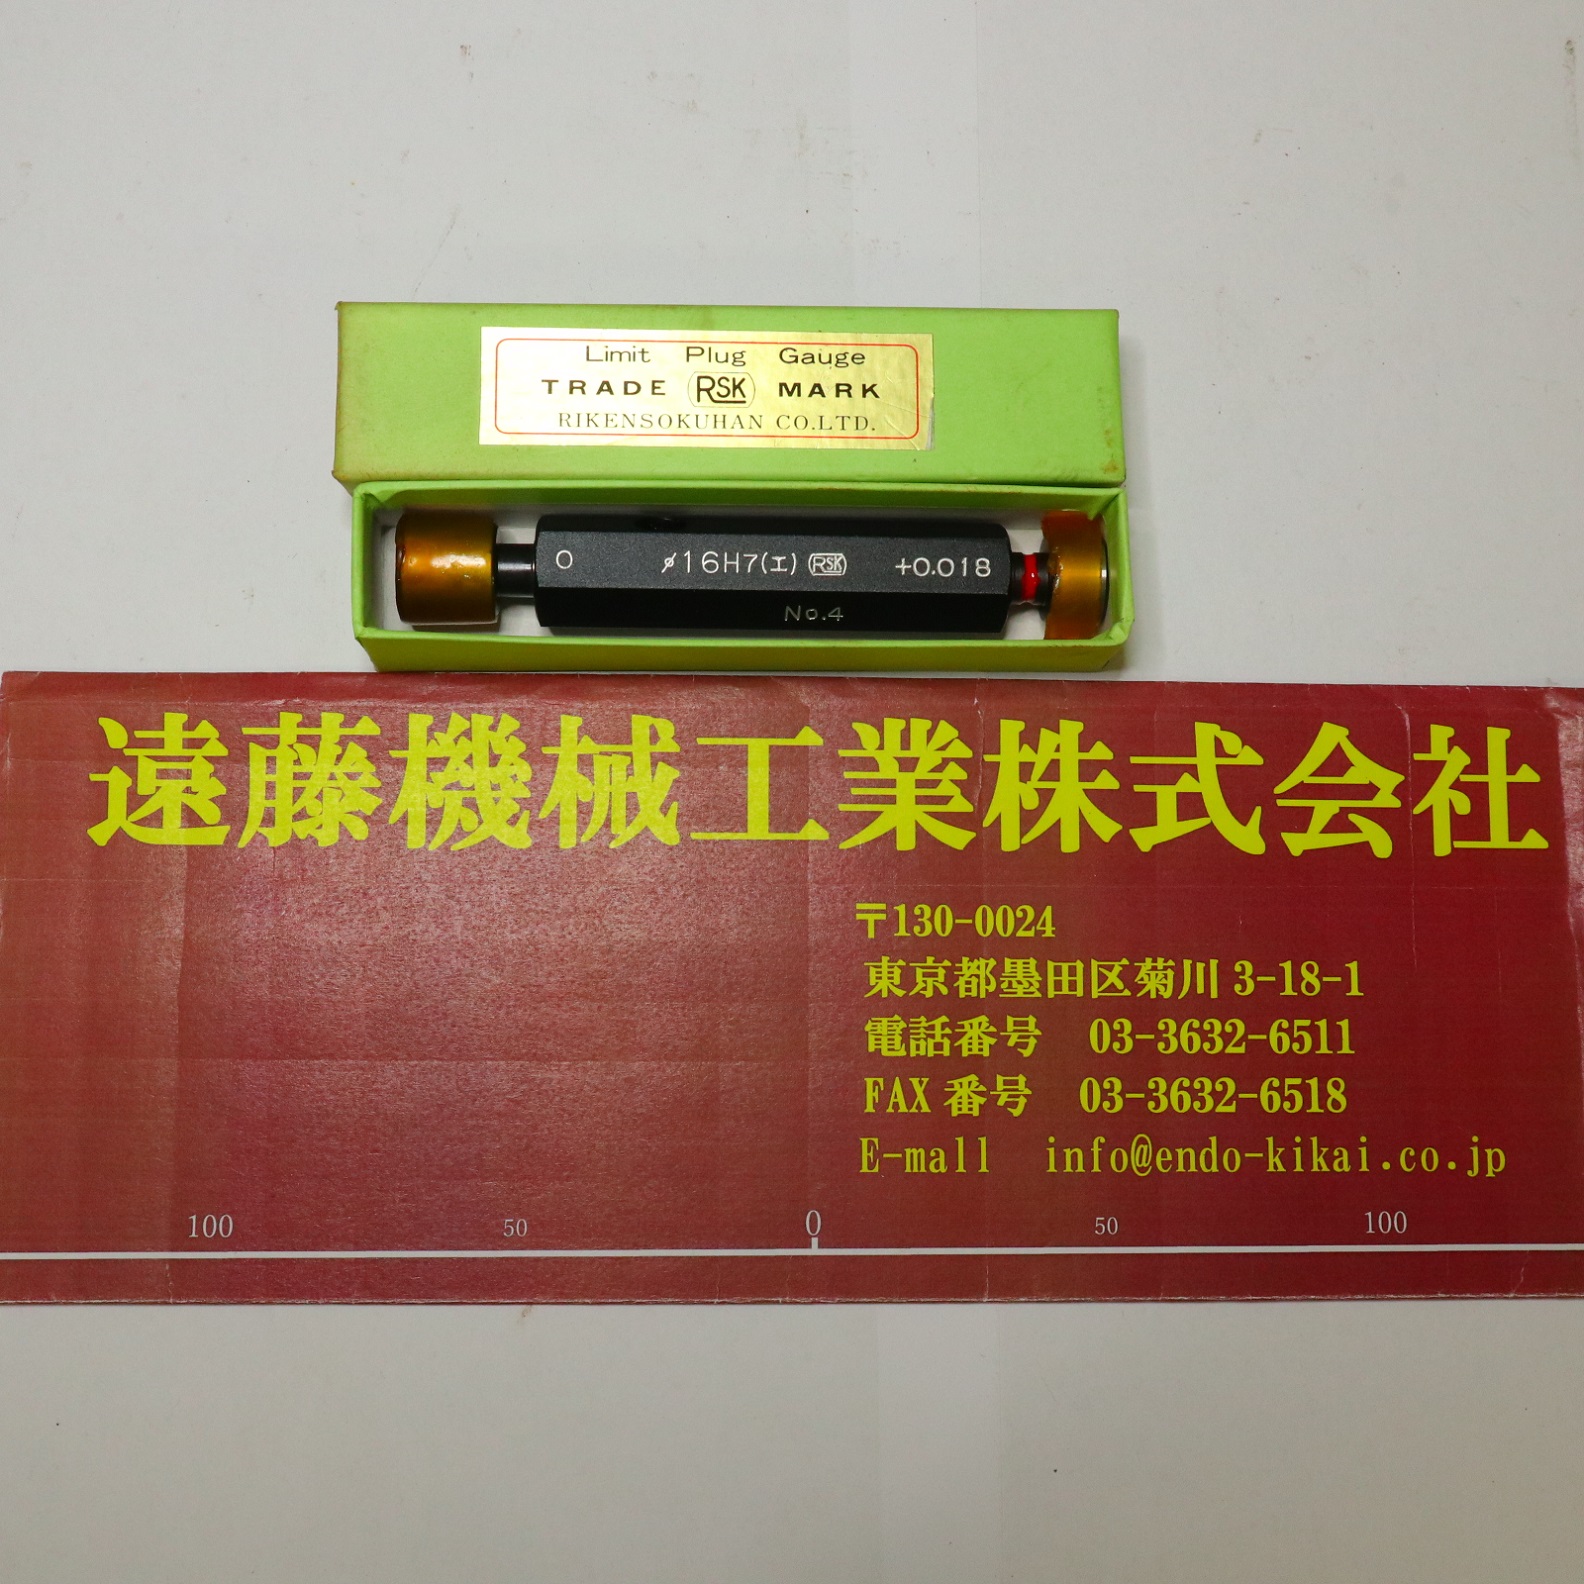 Limit Plug Gauge
TRADE RSK MARK
RIKENSOKUHAN CO.LTD.
0 ⌀16H7(エ) RSK +0.018
No.4
遠藤機械工業株式会社
〒130-0024
東京都墨田区菊川 3-18-1
電話番号 03-3632-6511
FAX 番号 03-3632-6518
E-mall info@endo-kikai.co.jp
100 50 0 50 100